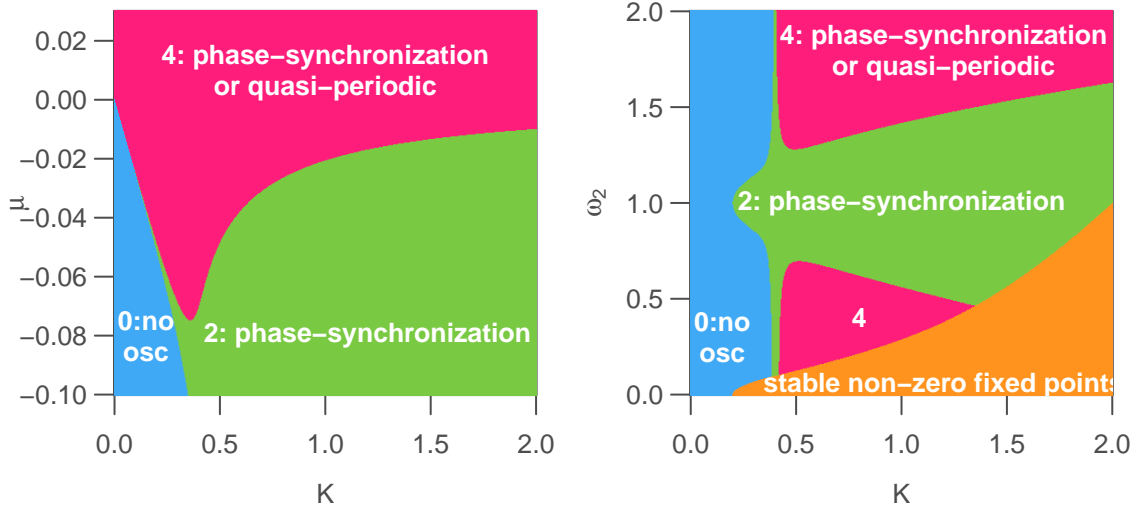 0.02
0.00
−0.02
−0.04
−0.06
−0.08
−0.10
μ
4: phase−synchronization
or quasi−periodic
0:no
osc
2: phase−synchronization
0.0
0.5
1.0
1.5
2.0
K
2.0
1.5
1.0
0.5
0.0
ω2
4: phase−synchronization
or quasi−periodic
2: phase−synchronization
0:no
osc
4
stable non−zero fixed points
0.0
0.5
1.0
1.5
2.0
K